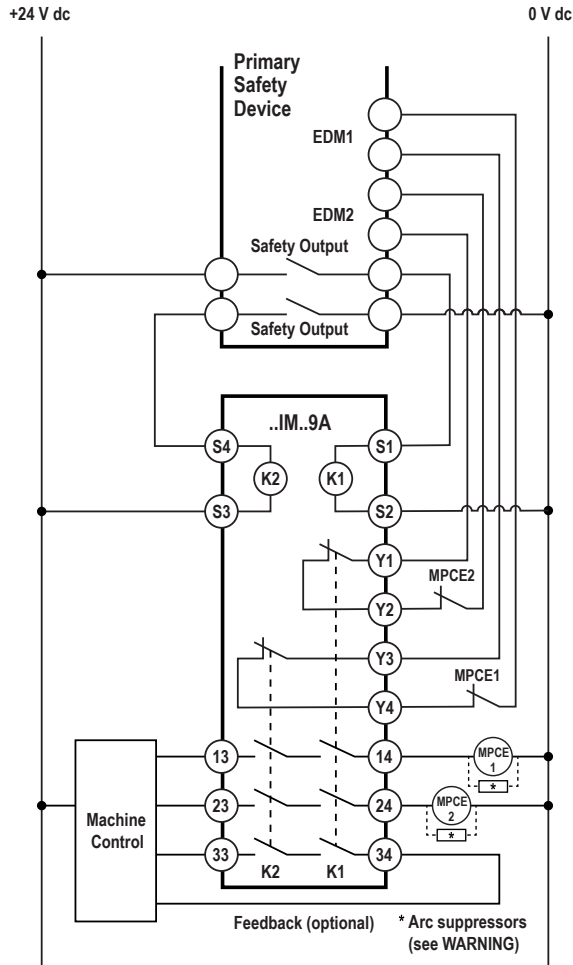 +24 V dc
0 V dc
Primary
Safety
Device
EDM1
EDM2
Safety Output
Safety Output
..IM..9A
S4
S1
K2
K1
S3
S2
Y1
MPCE2
Y2
Y3
MPCE1
Y4
13
14
MPCE
1
*
23
24
MPCE
2
*
Machine
Control
33
34
K2
K1
Feedback (optional)
* Arc suppressors
(see WARNING)